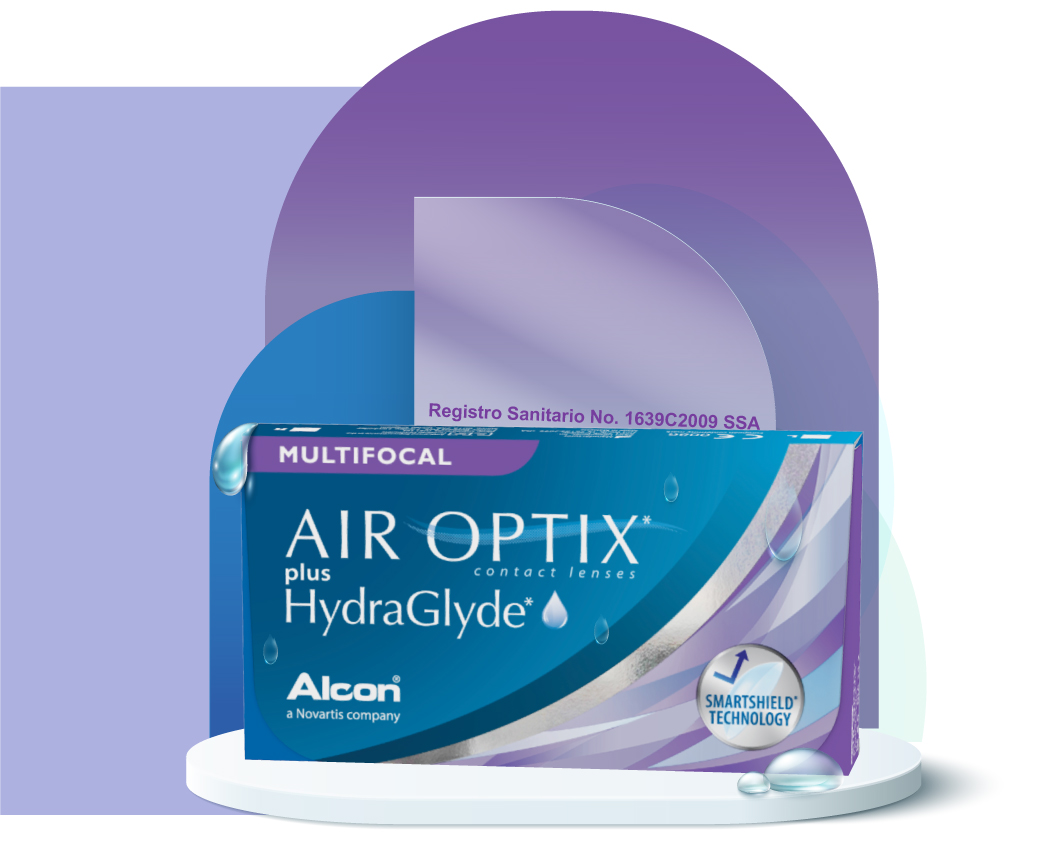 Registro Sanitario No. 1639C2009 SSA
MULTIFOCAL
AIR OPTIX*
contact lenses
plus
HydraGlyde*
Alcon®
a Novartis company
SMARTSHIELD*
TECHNOLOGY